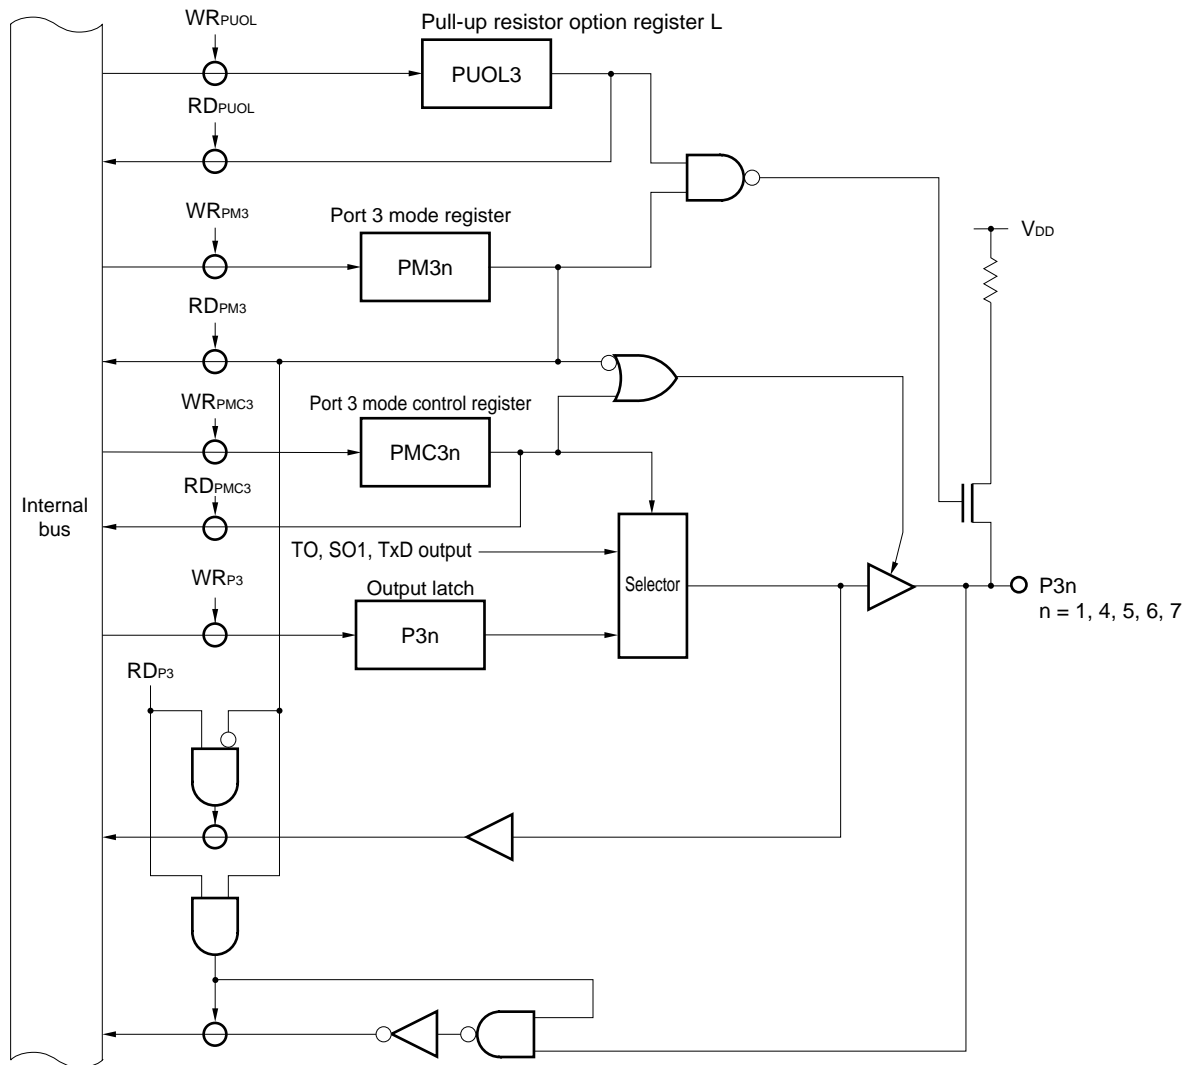 WRPUOL
Pull-up resistor option register L
PUOL3
RDPUOL
WRPM3
Port 3 mode register
PM3n
VDD
RDPM3
WRPMC3
Port 3 mode control register
PMC3n
RDPMC3
Internal
bus
TO, SO1, TxD output
Selector
WRP3
Output latch
P3n
P3n
n = 1, 4, 5, 6, 7
RDP3